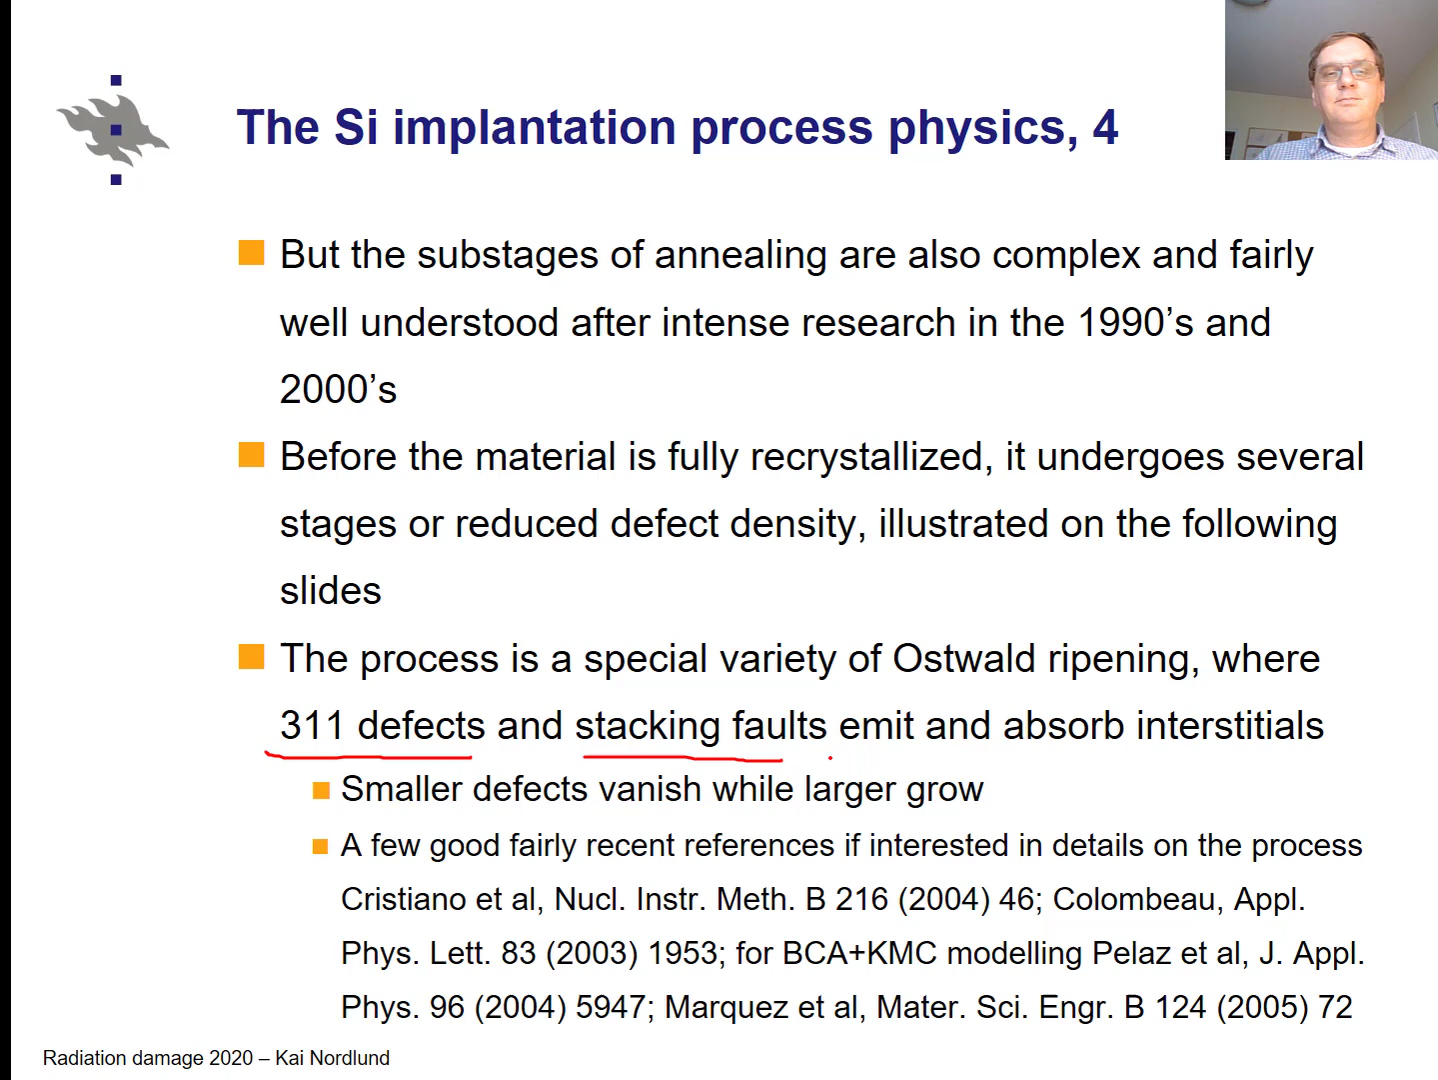 The Si implantation process physics, 4
But the substages of annealing are also complex and fairly
well understood after intense research in the 1990’s and
2000’s
Before the material is fully recrystallized, it undergoes several
stages or reduced defect density, illustrated on the following
slides
The process is a special variety of Ostwald ripening, where
311 defects and stacking faults emit and absorb interstitials
Smaller defects vanish while larger grow
A few good fairly recent references if interested in details on the process
Cristiano et al, Nucl. Instr. Meth. B 216 (2004) 46; Colombeau, Appl.
Phys. Lett. 83 (2003) 1953; for BCA+KMC modelling Pelaz et al, J. Appl.
Phys. 96 (2004) 5947; Marquez et al, Mater. Sci. Engr. B 124 (2005) 72
Radiation damage 2020 – Kai Nordlund